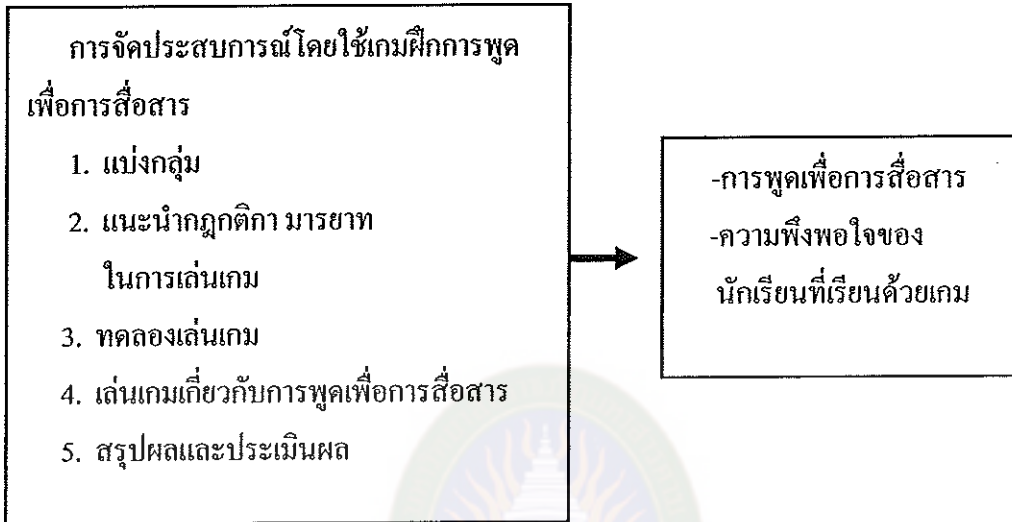 การจัดประสบการณ์โดยใช้เกมฝึกการพูด
เพื่อการสื่อสาร
1. แบ่งกลุ่ม
2. แนะนำกฎกติกา มารยาท
ในการเล่นเกม
3. ทดลองเล่นเกม
4. เล่นเกมเกี่ยวกับการพูดเพื่อการสื่อสาร
5. สรุปผลและประเมินผล
-การพูดเพื่อการสื่อสาร
-ความพึงพอใจของ
นักเรียนที่เรียนด้วยเกม